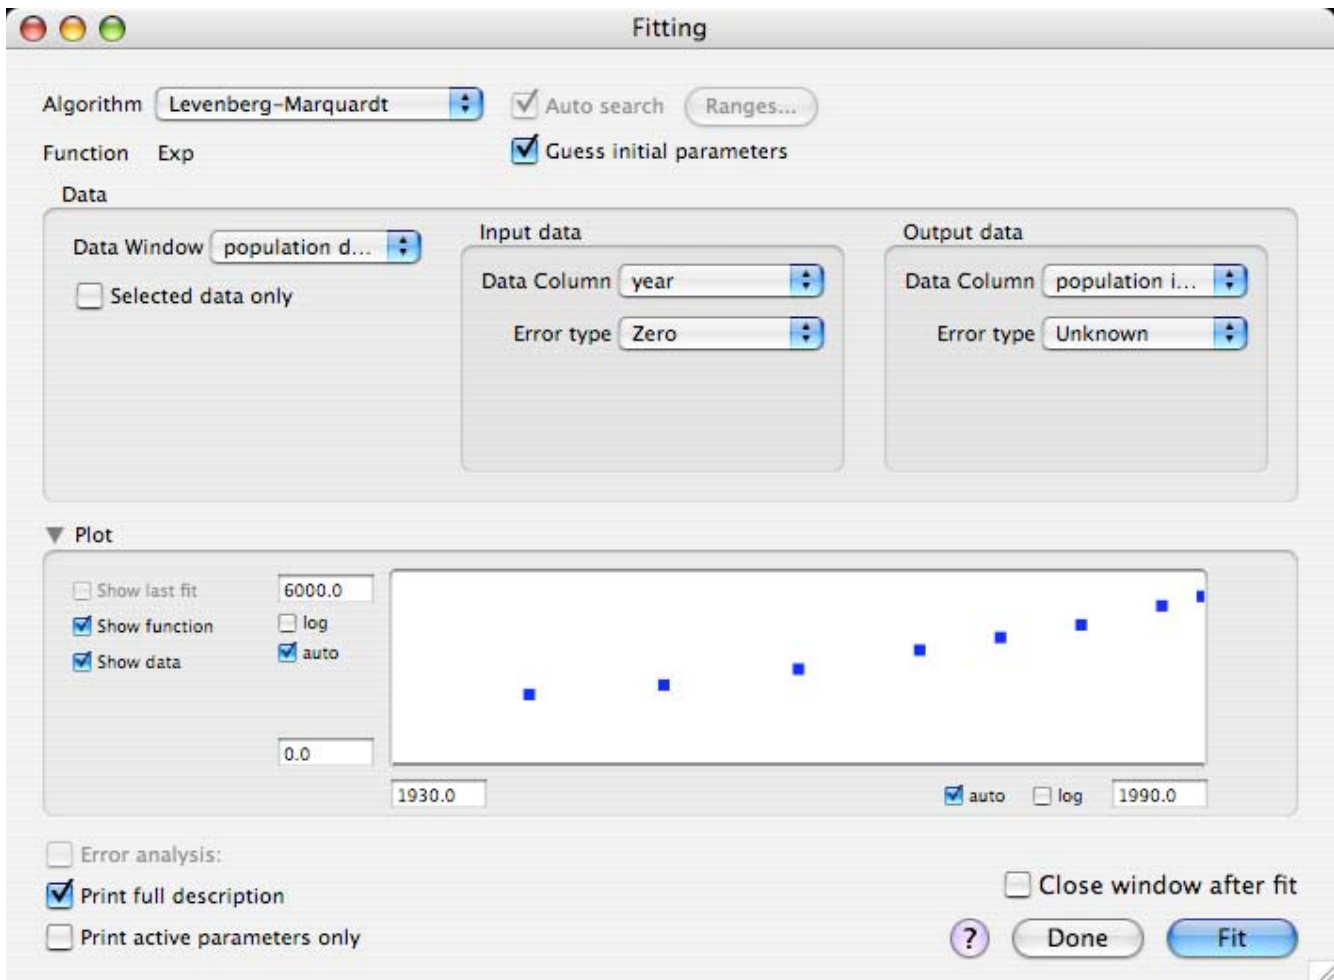 Fitting
Algorithm Levenberg-Marquardt Auto search Ranges...
Function Exp Guess initial parameters
Data
Data Window population d...
Selected data only
Input data
Data Column year
Error type Zero
Output data
Data Column population i...
Error type Unknown
Plot
Show last fit
Show function
Show data
6000.0
log
auto
0.0
1930.0
auto log 1990.0
Error analysis:
Print full description
Print active parameters only
Close window after fit
? Done Fit